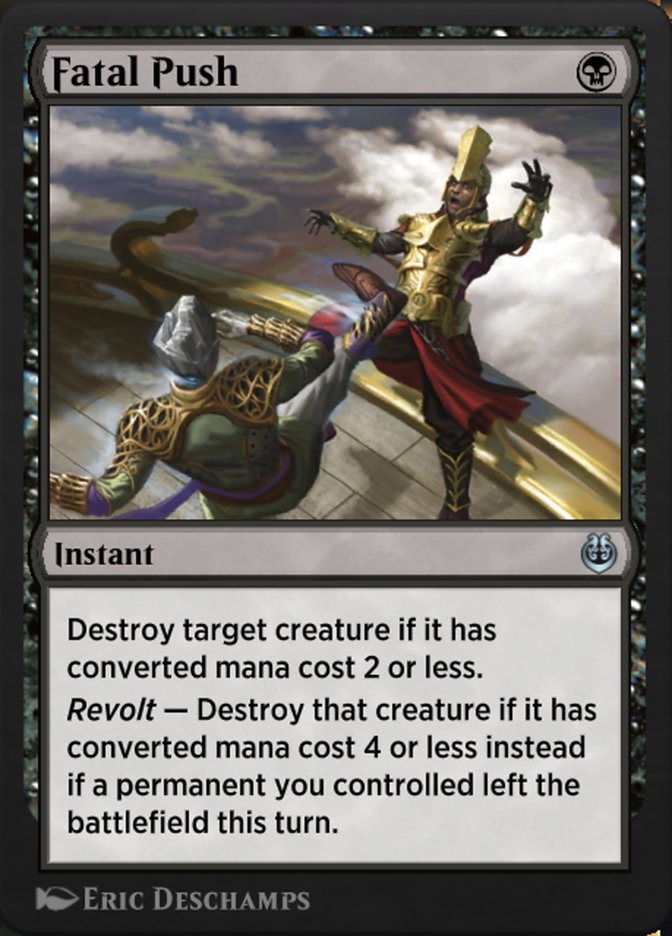 Fatal Push
Instant
Destroy target creature if it has
converted mana cost 2 or less.
Revolt — Destroy that creature if it has
converted mana cost 4 or less instead
if a permanent you controlled left the
battlefield this turn.
Eric Deschamps